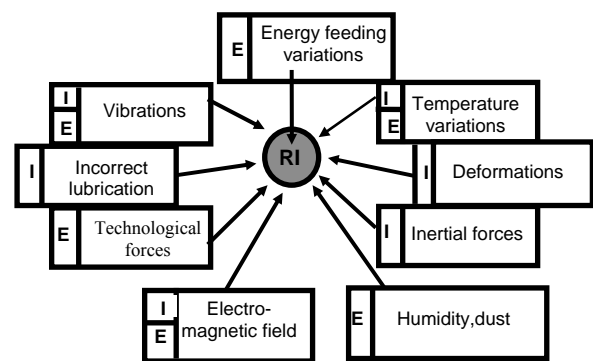 E
Energy feeding
variations
I
E
Vibrations
I
E
Temperature
variations
RI
I
Incorrect
lubrication
I
Deformations
E
Technological
forces
I
Inertial forces
I
E
Electro-
magnetic field
E
Humidity,dust